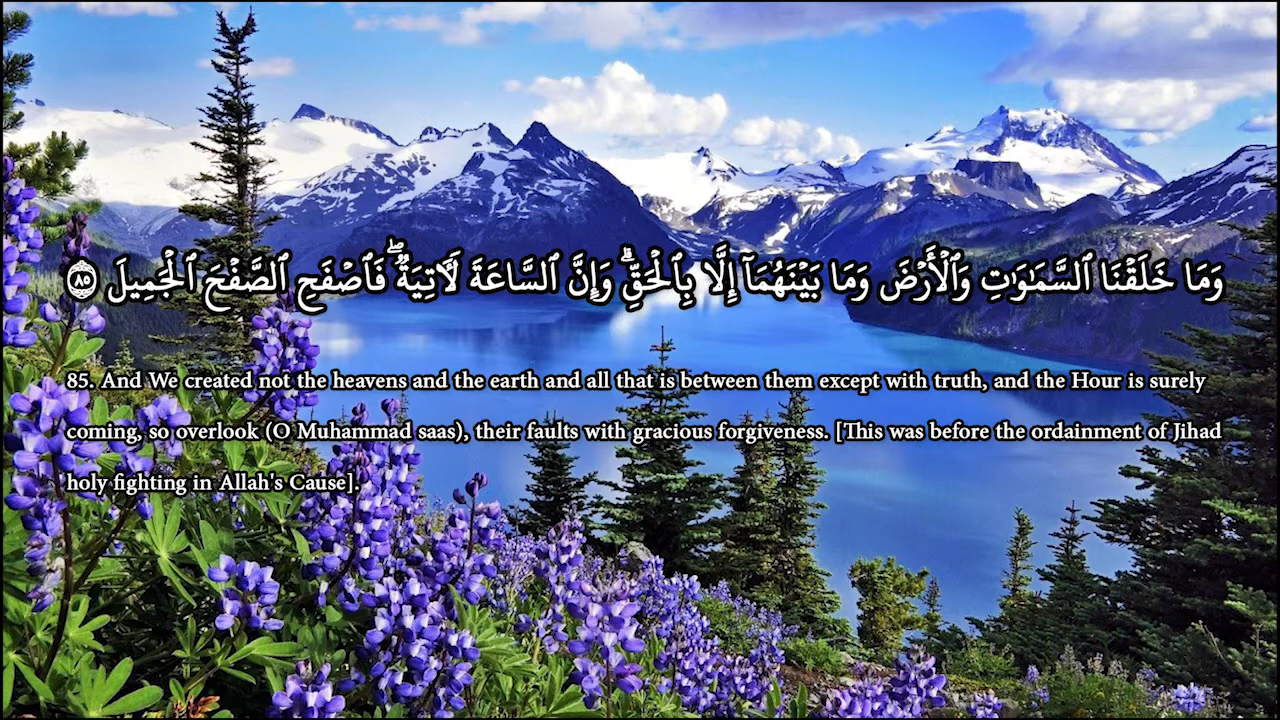 وَمَا خَلَقْنَا ٱلسَّمَـٰوَٰتِ وَٱلْأَرْضَ وَمَا بَيْنَهُمَآ إِلَّا بِٱلْحَقِّ ۗ وَإِنَّ ٱلسَّاعَةَ لَـَٔاتِيَةٌ ۖ فَٱصْفَحِ ٱلصَّفْحَ ٱلْجَمِيلَ ٨٥
85. And We created not the heavens and the earth and all that is between them except with truth, and the Hour is surely
coming, so overlook (O Muhammad saas), their faults with gracious forgiveness. [This was before the ordainment of Jihad
holy fighting in Allah's Cause].